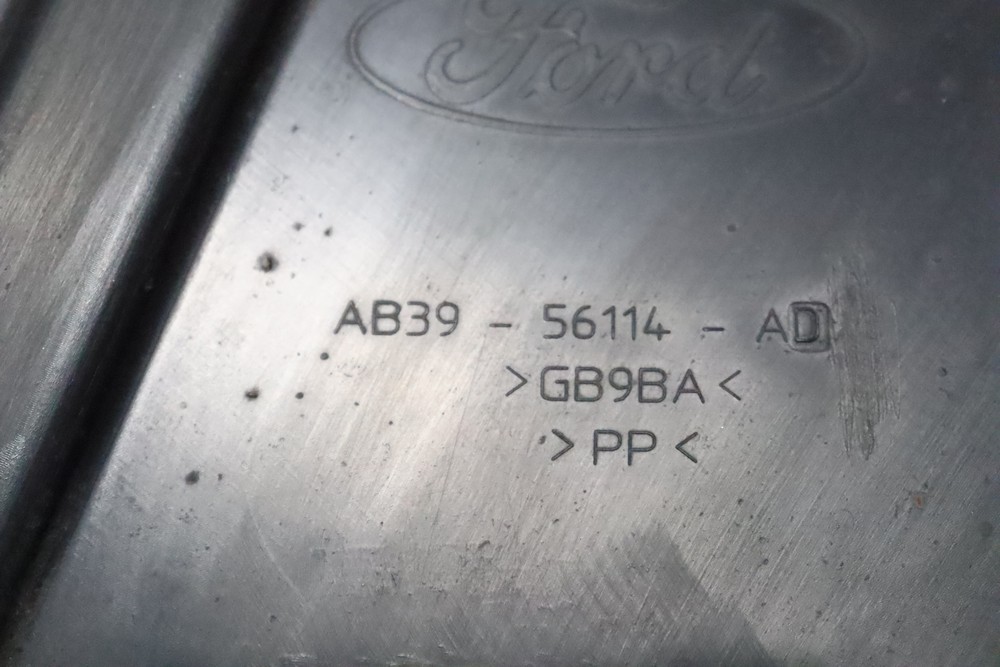 Ford
AB39 - 56114 - AD
>GB9BA<
>PP<